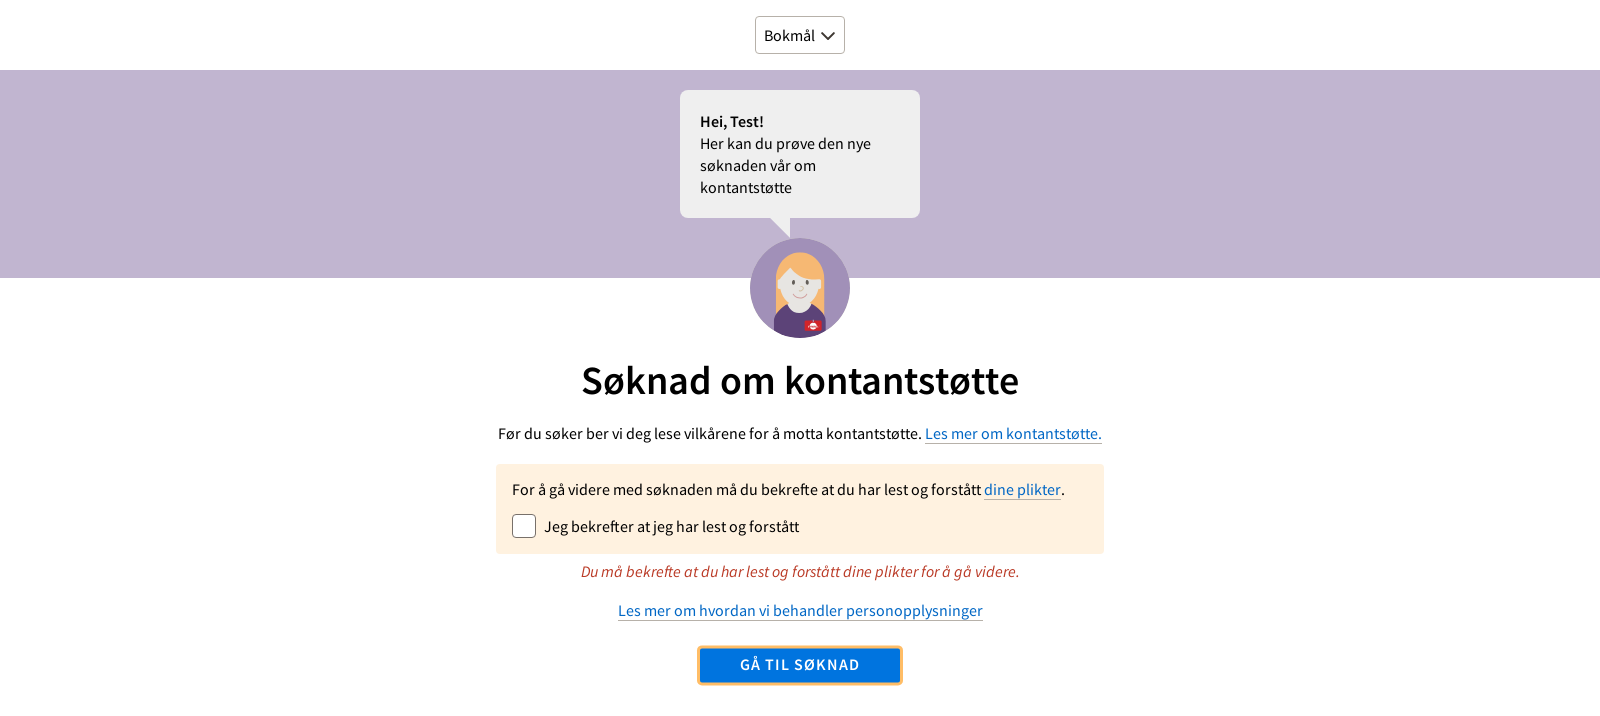 Bokmål
Hei, Test!
Her kan du prøve den nye
søknaden vår om
kontantstøtte
Søknad om kontantstøtte
Før du søker ber vi deg lese vilkårene for å motta kontantstøtte. Les mer om kontantstøtte.
For å gå videre med søknaden må du bekrefte at du har lest og forstått dine plikter.
Jeg bekrefter at jeg har lest og forstått
Du må bekrefte at du har lest og forstått dine plikter for å gå videre.
Les mer om hvordan vi behandler personopplysninger
GÅ TIL SØKNAD